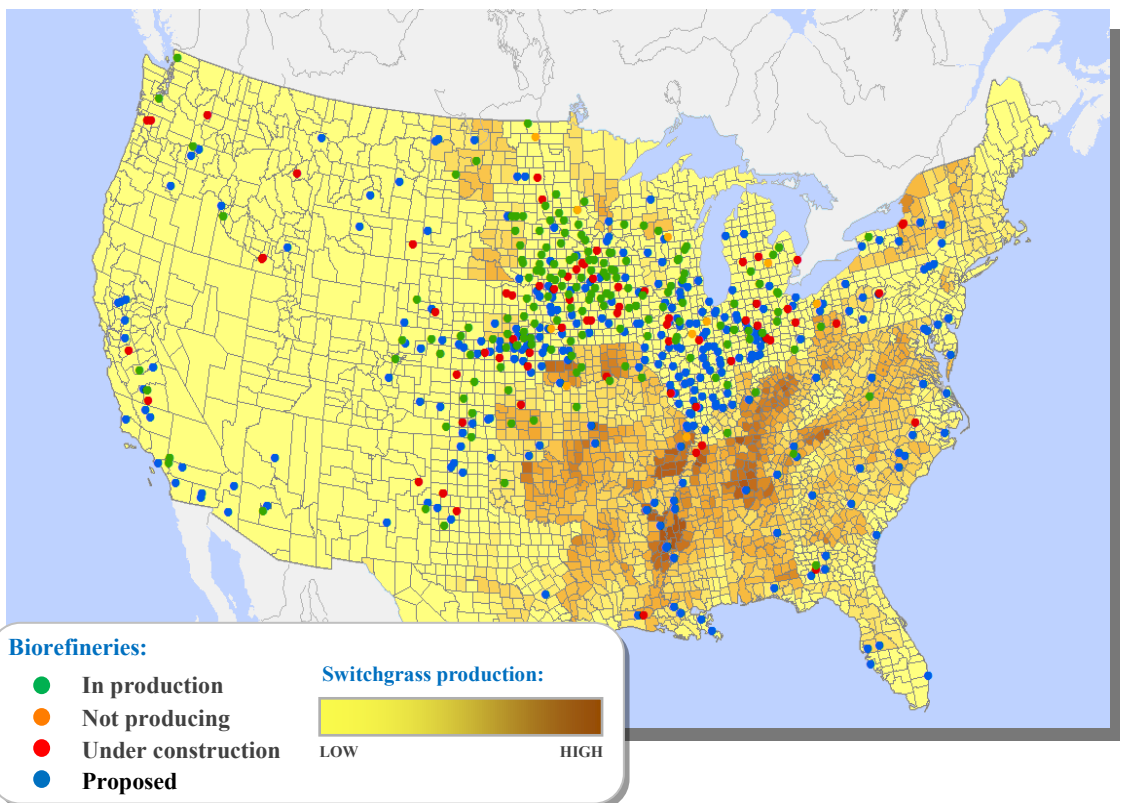 Biorefineries:
In production
Not producing
Under construction
Proposed
Switchgrass production:
LOW HIGH